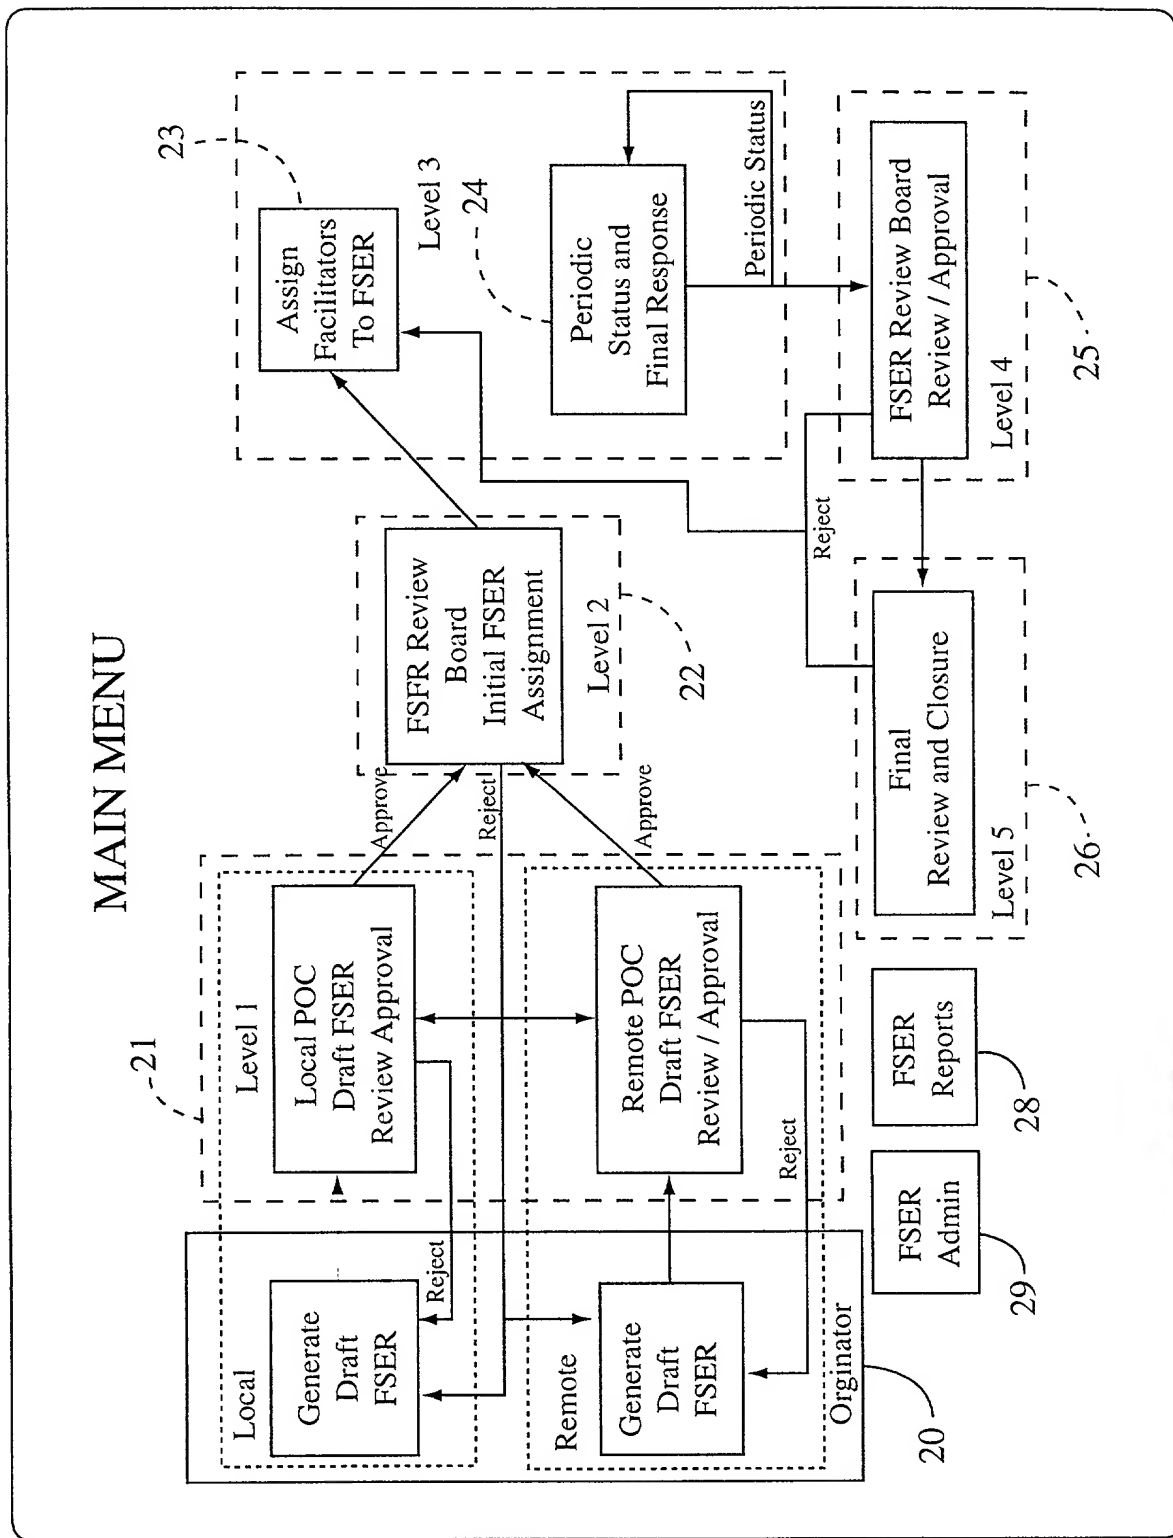 MAIN MENU
21
Level 1
Local
Generate
Draft
FSER
Reject
Local POC
Draft FSER
Review Approval
Approve
Reject
Remote
Generate
Draft
FSER
Remote POC
Draft FSER
Review / Approval
Approve
Reject
Orginator
20
FSFR Review
Board
Initial FSER
Assignment
Level 2
22
23
Assign
Facilitators
To FSER
Level 3
24
Periodic
Status and
Final Response
Periodic Status
FSER Review Board
Review / Approval
Level 4
25
Reject
Final
Review and Closure
Level 5
26
FSER
Reports
28
FSER
Admin
29